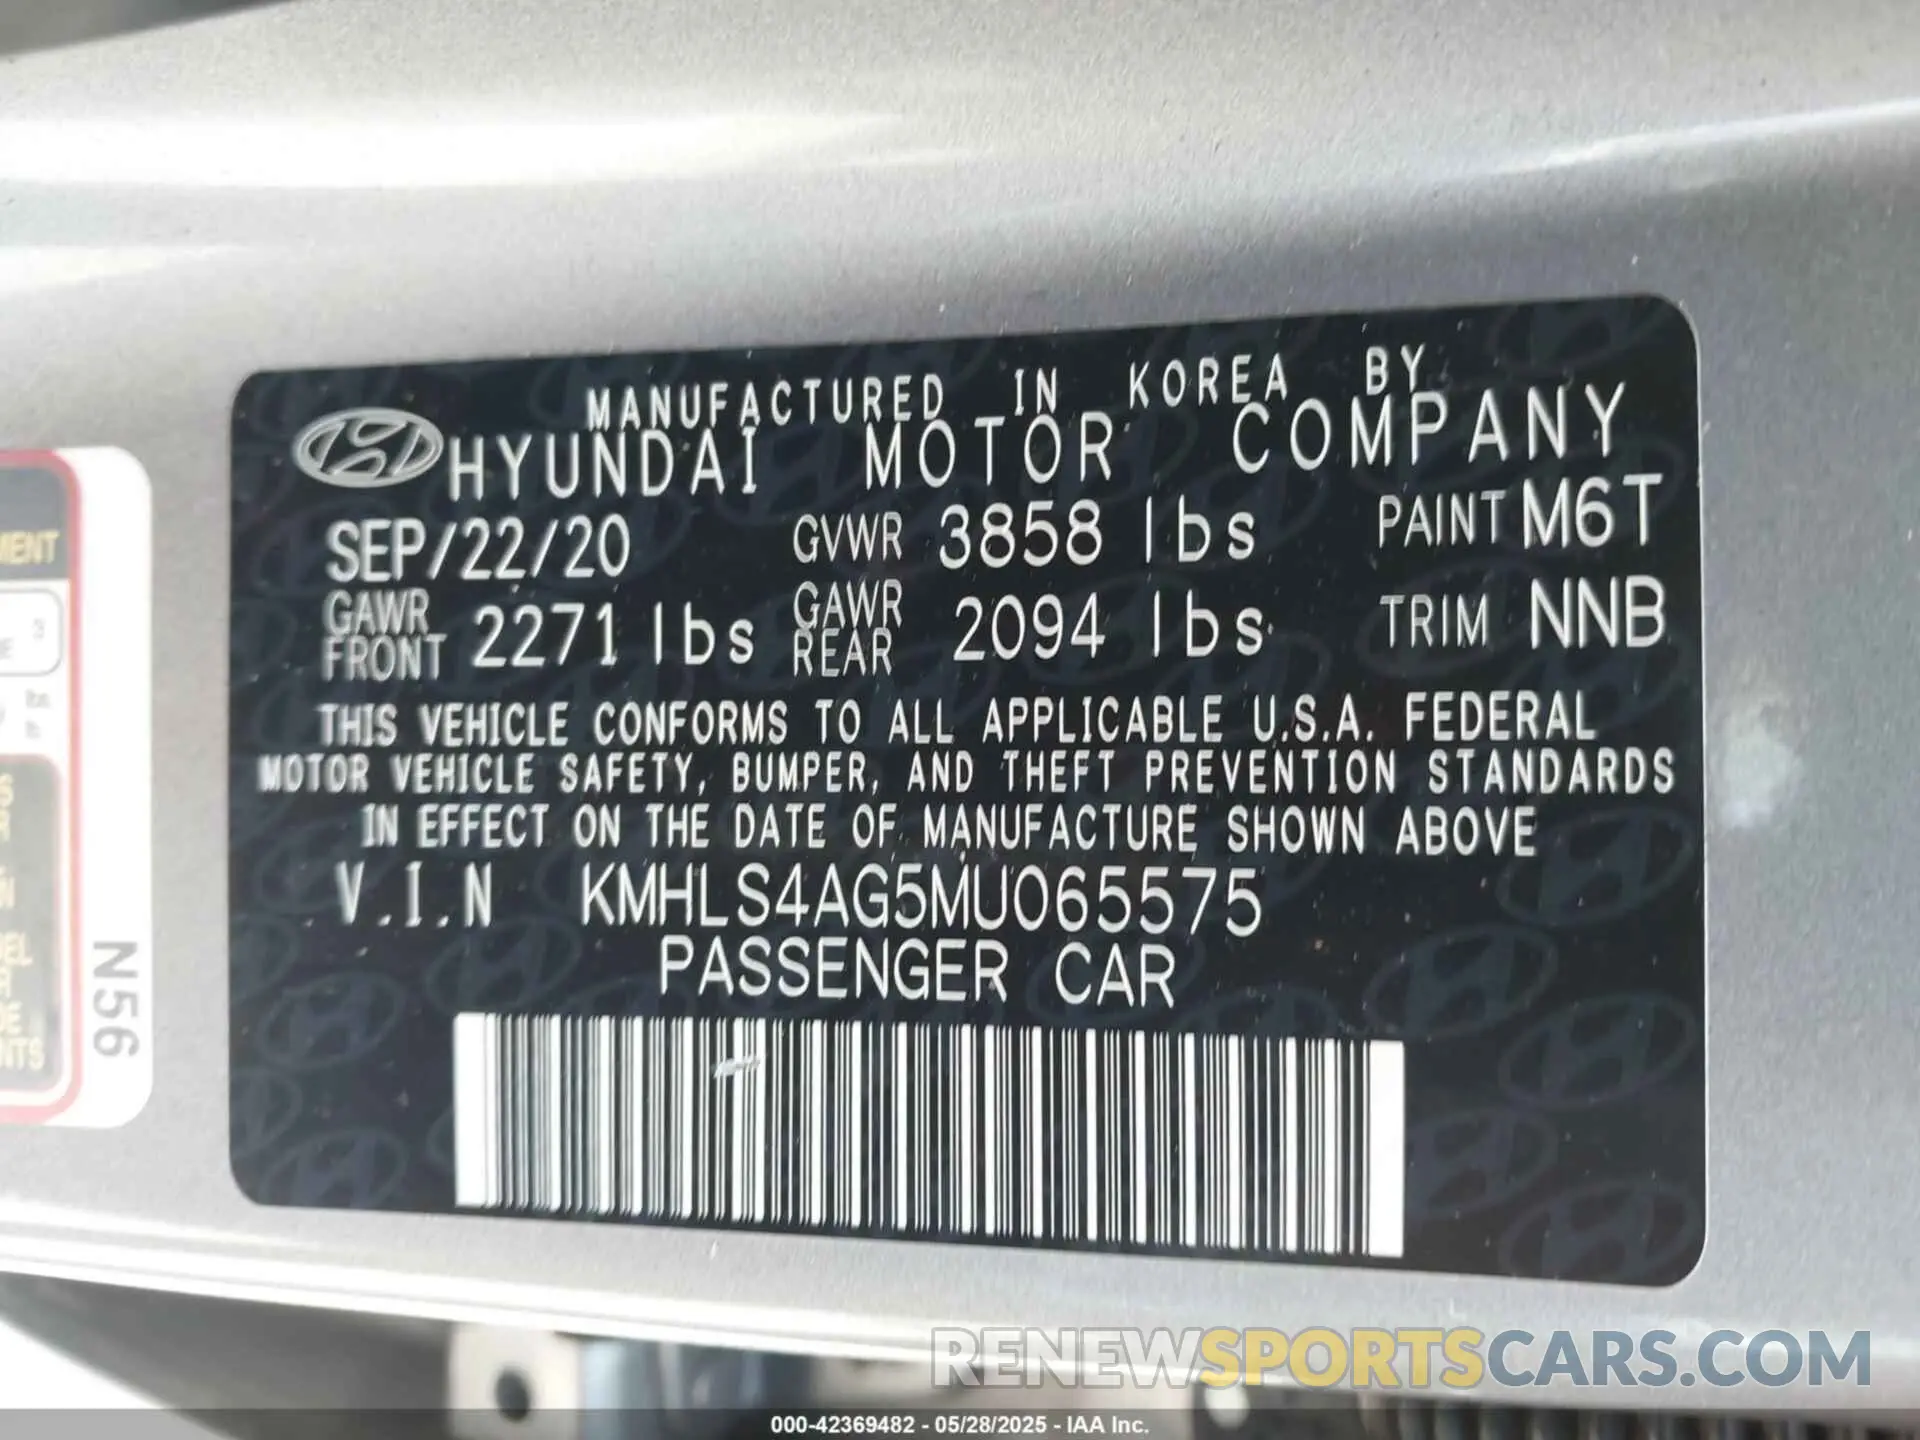 MANUFACTURED IN KOREA BY
HYUNDAI MOTOR COMPANY
SEP/22/20 GVWR 3858 lbs PAINT M6T
GAWR FRONT 2271 lbs GAWR REAR 2094 lbs TRIM NNB
THIS VEHICLE CONFORMS TO ALL APPLICABLE U.S.A. FEDERAL
MOTOR VEHICLE SAFETY, BUMPER, AND THEFT PREVENTION STANDARDS
IN EFFECT ON THE DATE OF MANUFACTURE SHOWN ABOVE
V.I.N KMHLS4AG5MU065575
PASSENGER CAR
N56
RENEWSPORTSCARS.COM
000-42369482 - 05/28/2025 - IAA Inc.